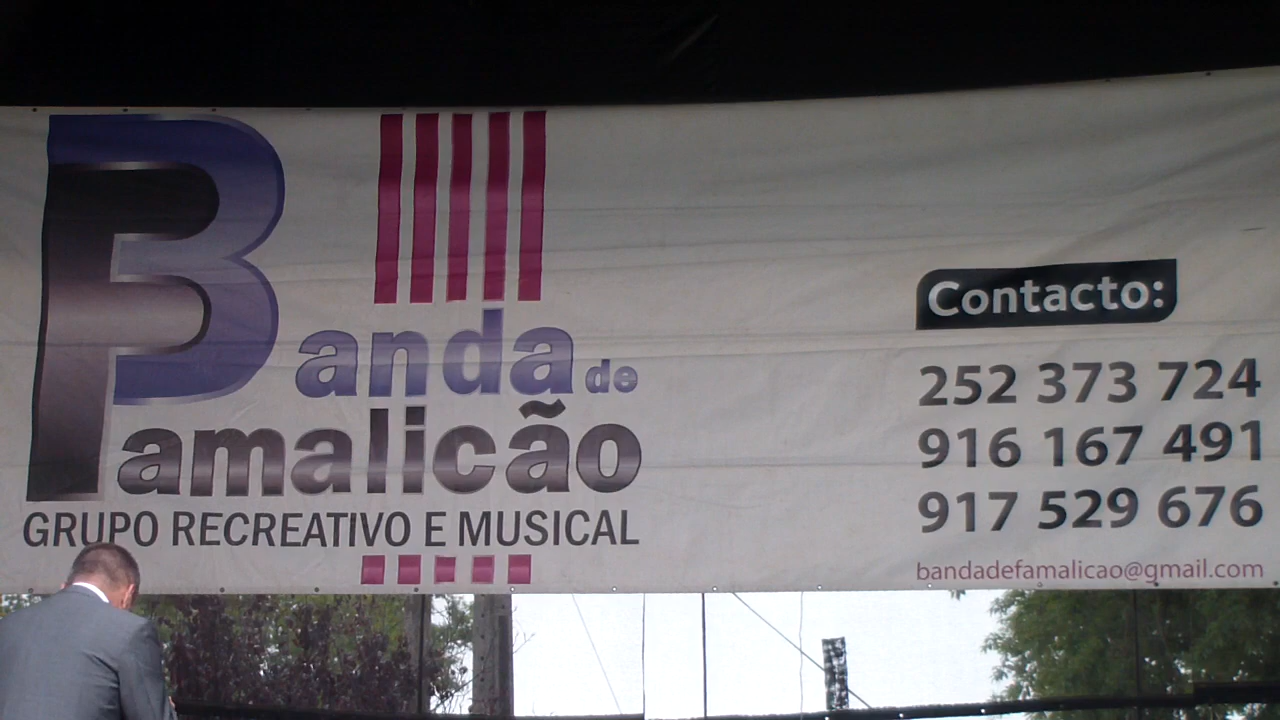 Banda de
Famalicão
GRUPO RECREATIVO E MUSICAL
Contacto:
252 373 724
916 167 491
917 529 676
bandadefamalicao@gmail.com